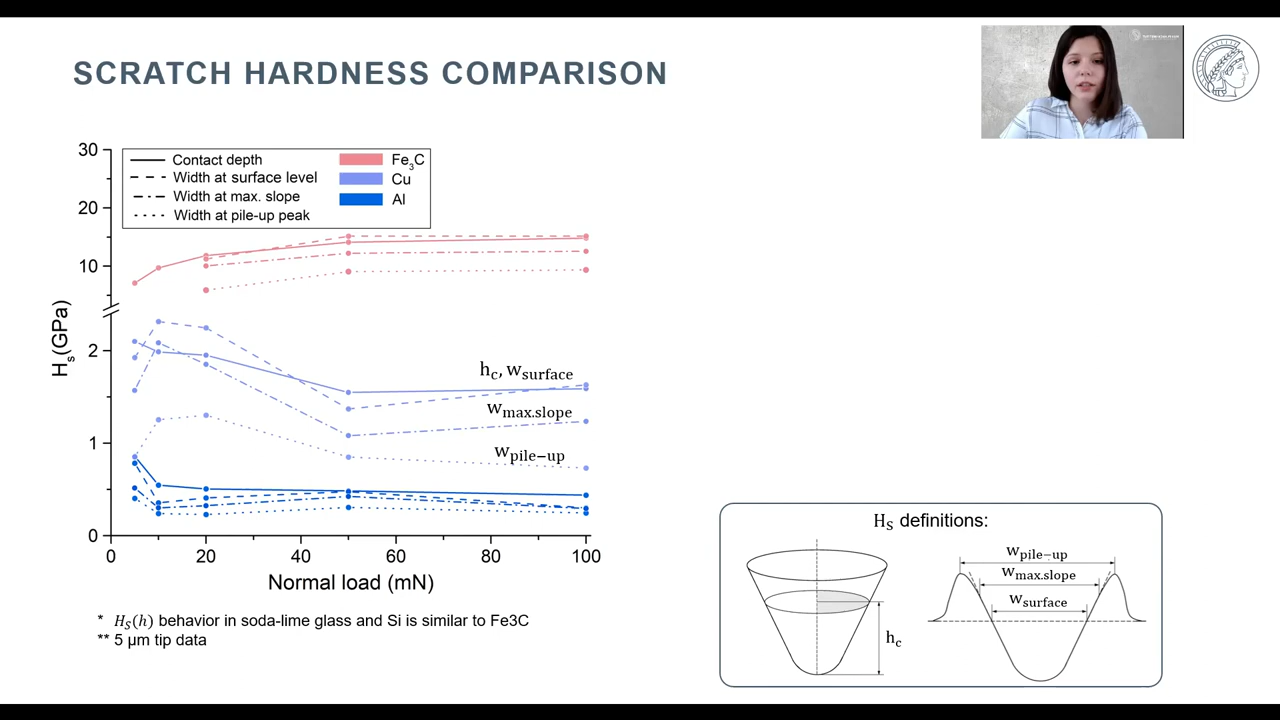 SCRATCH HARDNESS COMPARISON
30
20
10
2
1
0
Hs(GPa)
Contact depth
Width at surface level
Width at max. slope
Width at pile-up peak
Fe3C
Cu
Al
hc, wsurface
wmax.slope
wpile−up
0 20 40 60 80 100
Normal load (mN)
* HS(h) behavior in soda-lime glass and Si is similar to Fe3C
** 5 µm tip data
HS definitions:
hc
wpile−up
wmax.slope
wsurface